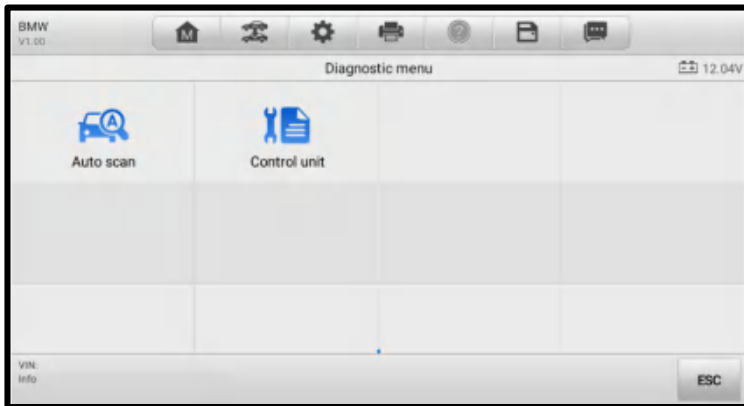 BMW
V1.00
M
?
Diagnostic menu
12.04V
A
Auto scan
Control unit
VIN:
Info
ESC